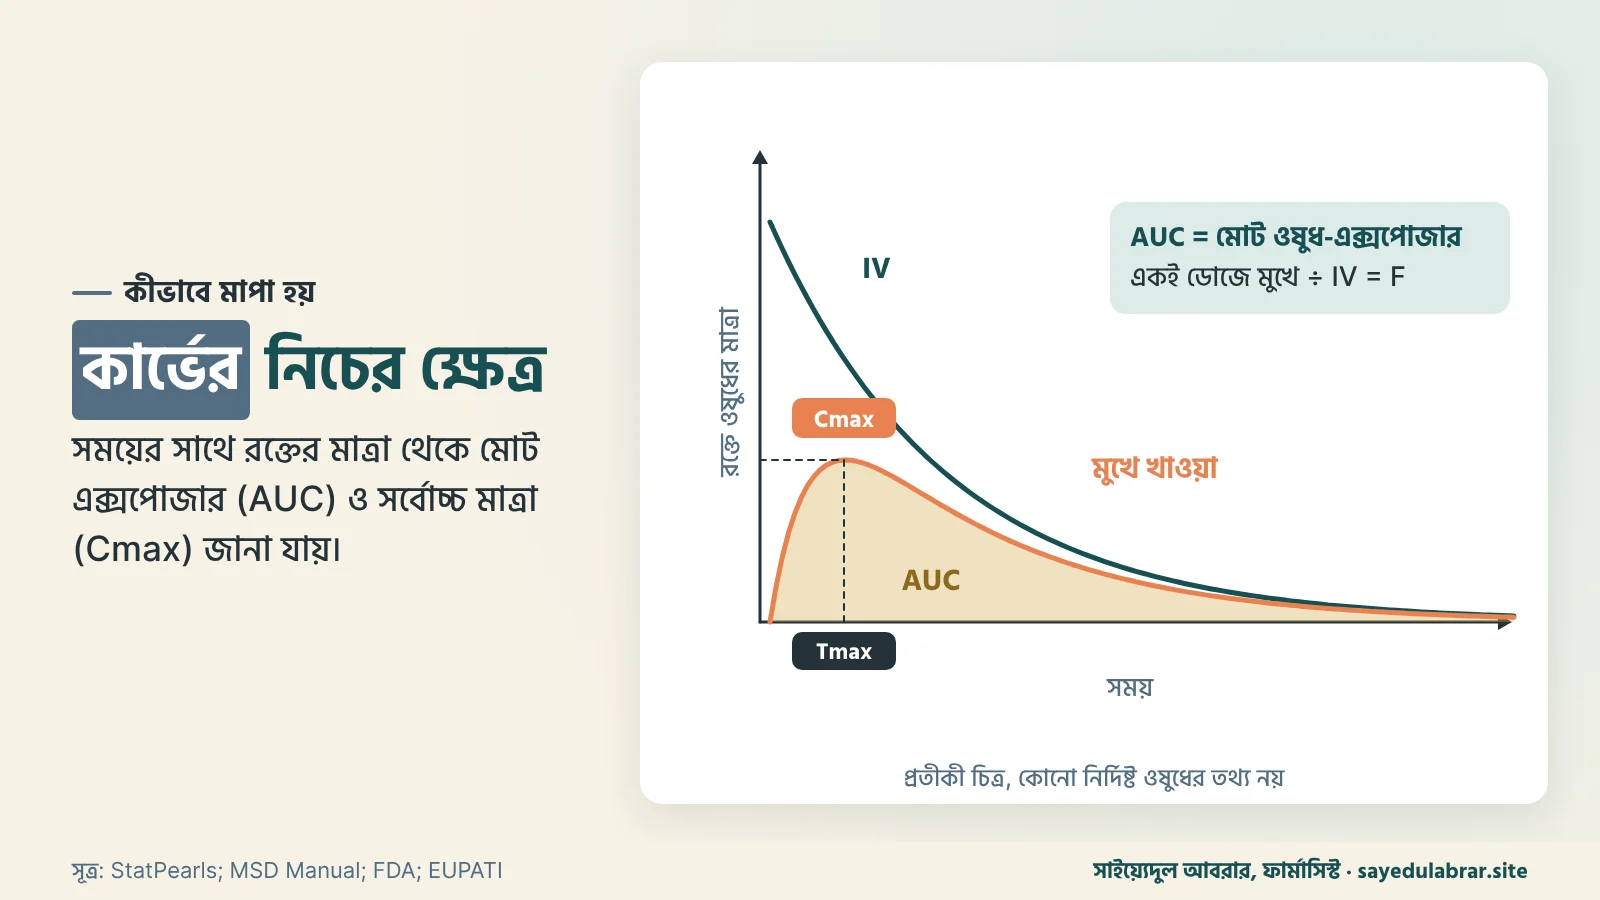 কীভাবে মাপা হয়
কার্ভের নিচের ক্ষেত্র
সময়ের সাথে রক্তের মাত্রা থেকে মোট
এক্সপোজার (AUC) ও সর্বোচ্চ মাত্রা
(Cmax) জানা যায়।
রক্তে ওষুধের মাত্রা
IV
AUC = মোট ওষুধ-এক্সপোজার
একই ডোজে মুখে ÷ IV = F
Cmax
মুখে খাওয়া
AUC
Tmax
সময়
প্রতীকী চিত্র, কোনো নির্দিষ্ট ওষুধের তথ্য নয়
সূত্র: StatPearls; MSD Manual; FDA; EUPATI
সাইয়্যেদুল আবরার, ফার্মাসিস্ট · sayedulabrar.site